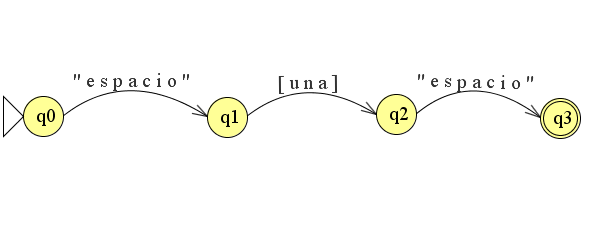 "espacio" [una] "espacio"
q0 q1 q2 q3